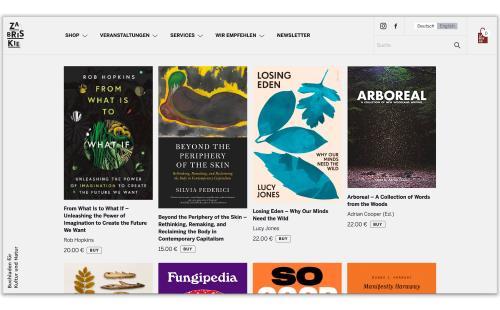 ZA
BRIS
KIE
SHOP
VERANSTALTUNGEN
SERVICES
WIR EMPFEHLEN
NEWSLETTER
Deutsch
English
Suche
0
ROB HOPKINS
FROM
WHAT IS
TO
WHAT IF
UNLEASHING THE POWER
OF IMAGINATION TO CREATE
THE FUTURE WE WANT
From What Is to What If –
Unleashing the Power of
Imagination to Create the Future
We Want
Rob Hopkins
20.00 € BUY
BEYOND THE
PERIPHERY
OF THE SKIN
Rethinking, Remaking, and Reclaiming
the Body in Contemporary Capitalism
SILVIA FEDERICI
Beyond the Periphery of the Skin –
Rethinking, Remaking, and
Reclaiming the Body in
Contemporary Capitalism
15.00 € BUY
LOSING
EDEN
WHY OUR
MINDS
NEED THE
WILD
LUCY
JONES
Losing Eden – Why Our Minds
Need the Wild
Lucy Jones
22.00 € BUY
ARBOREAL
A COLLECTION OF NEW WOODLAND WRITING
Arboreal – A Collection of Words
from the Woods
Adrian Cooper (Ed.)
22.00 € BUY
Fungipedia
SO
Manifestly Haraway
Buchladen für
Kultur und Natur